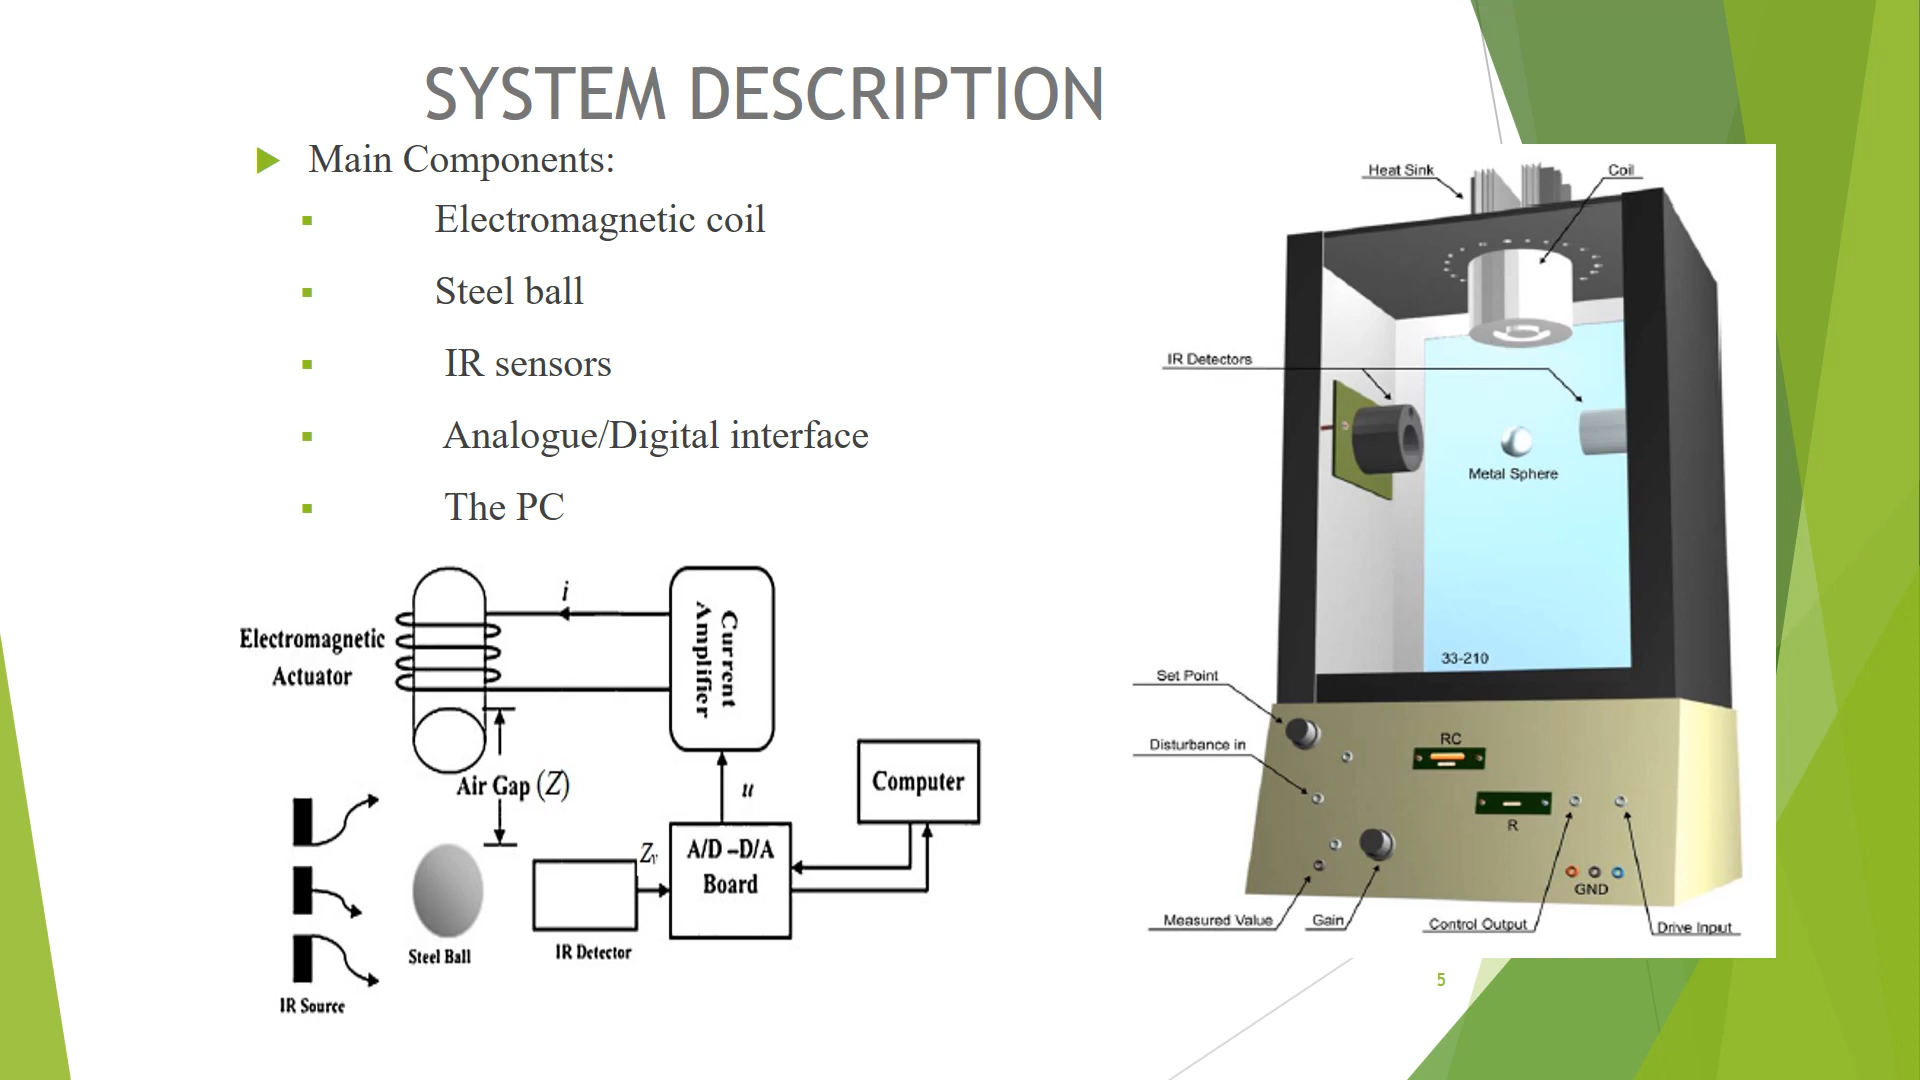 SYSTEM DESCRIPTION
Main Components:
Electromagnetic coil
Steel ball
IR sensors
Analogue/Digital interface
The PC
i
Current
Amplifier
Electromagnetic
Actuator
Air Gap (Z)
u
Computer
Zv
A/D –D/A
Board
Steel Ball
IR Detector
IR Source
Heat Sink
Coil
IR Detectors
Metal Sphere
33-210
Set Point
Disturbance in
RC
R
GND
Measured Value
Gain
Control Output
Drive Input
5